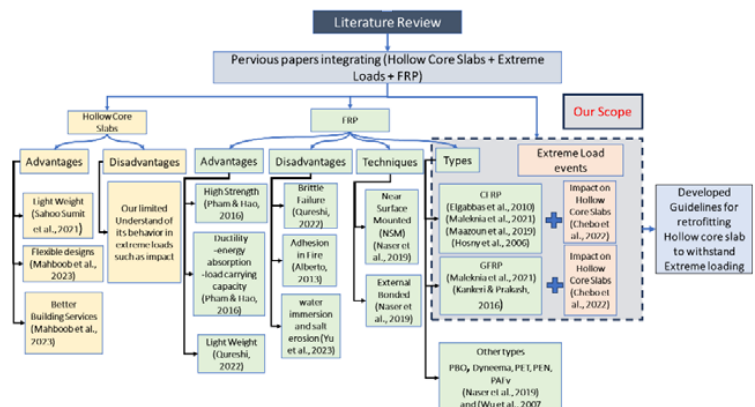 Literature Review
Pervious papers integrating (Hollow Core Slabs + Extreme
Loads + FRP)
Our Scope
Hollow Core
Slabs
FRP
Advantages
Disadvantages
Advantages
Disadvantages
Techniques
Types
Extreme Load
events
Light Weight
(Sahoo Sumit
et al., 2021)
Flexible designs
(Mahboob et al.,
2023)
Better
Building Services
(Mahboob et al.,
2023)
Our limited
Understand of
its behavior in
extreme loads
such as impact
High Strength
(Pham & Hao,
2016)
Ductility
-energy
absorption
-load carrying
capacity
(Pham & Hao,
2016)
Light Weight
(Qureshi,
2022)
Brittle
Failure
(Qureshi,
2022)
Adhesion
in Fire
(Alberto,
2013)
water
immersion
and salt
erosion (Yu
et al., 2023)
Near
Surface
Mounted
(NSM)
(Naser et al.,
2019)
External
Bonded
(Naser et al.,
2019)
CFRP
(Elgabbas et al., 2010)
(Maleknia et al., 2021)
(Maazoun et al., 2019)
(Hosny et al., 2006)
Impact on
Hollow
Core Slabs
(Chebo et
al., 2022)
GFRP
(Maleknia et al., 2021)
(Kankeri & Prakash,
2016)
Impact on
Hollow
Core Slabs
(Chebo et
al., 2022)
Other types
PBO, Dyneema, PET, PEN,
PAFv
(Naser et al., 2019)
and (Wu et al., 2007
Developed
Guidelines for
retrofitting
Hollow core slab
to withstand
Extreme loading